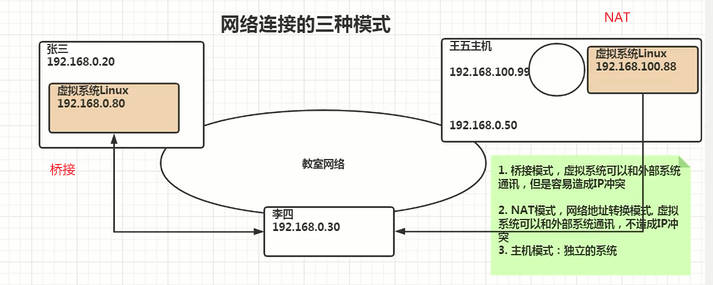 网络连接的三种模式
NAT
张三
192.168.0.20
虚拟系统Linux
192.168.0.80
桥接
王五主机
192.168.100.99
虚拟系统Linux
192.168.100.88
192.168.0.50
教室网络
李四
192.168.0.30
1. 桥接模式，虚拟系统可以和外部系统
通讯，但是容易造成IP冲突
2. NAT模式，网络地址转换模式. 虚拟
系统可以和外部系统通讯，不造成IP冲
突
3. 主机模式：独立的系统